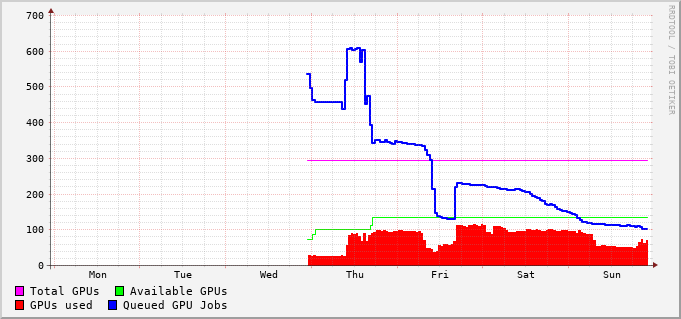 700
600
500
400
300
200
100
0
Mon Tue Wed Thu Fri Sat Sun
Total GPUs Available GPUs
GPUs used Queued GPU Jobs
RRDTOOL / TOBI OETIKER